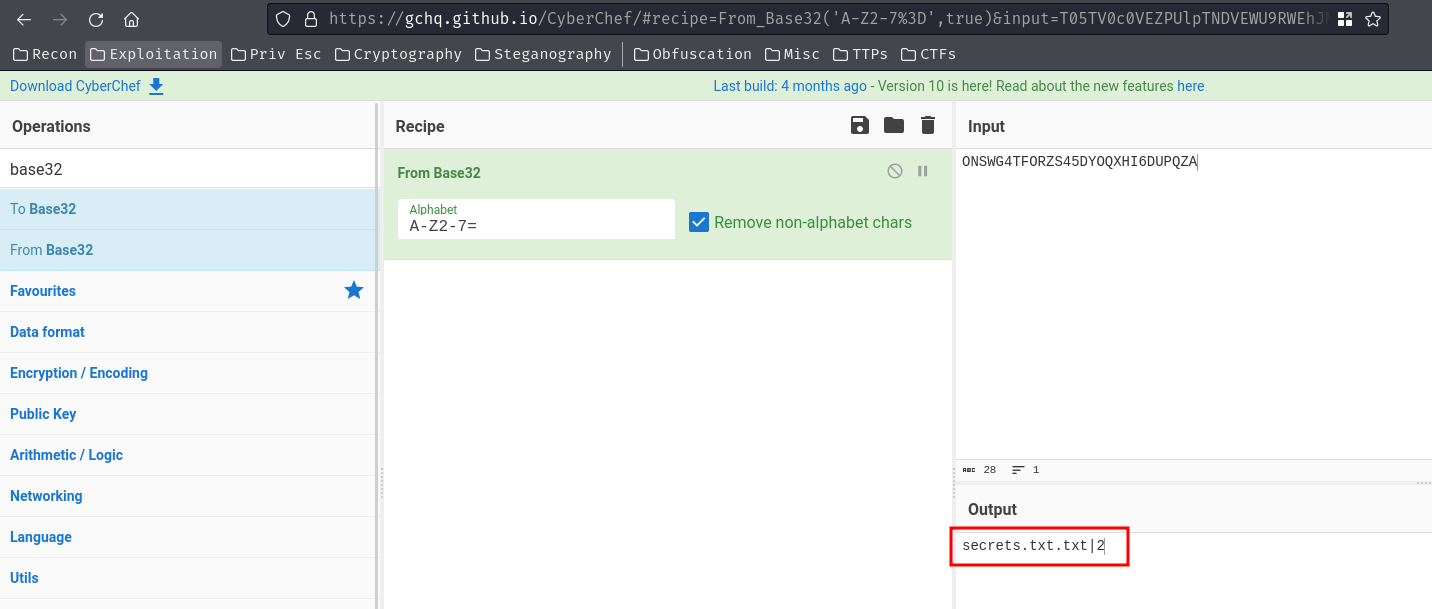 https://gchq.github.io/CyberChef/#recipe=From_Base32('A-Z2-7%3D',true)&input=T05TV0c0VEZPUlpTNDVEWU9RWEhJ
Recon Exploitation Priv Esc Cryptography Steganography Obfuscation Misc TTPs CTFs
Download CyberChef Last build: 4 months ago - Version 10 is here! Read about the new features here
Operations
base32
To Base32
From Base32
Favourites
Data format
Encryption / Encoding
Public Key
Arithmetic / Logic
Networking
Language
Utils
Recipe
From Base32
Alphabet
A-Z2-7=
Remove non-alphabet chars
Input
ONSWG4TFORZS45DYOQXHI6DUPQZA
ABC 28 1
Output
secrets.txt.txt|2